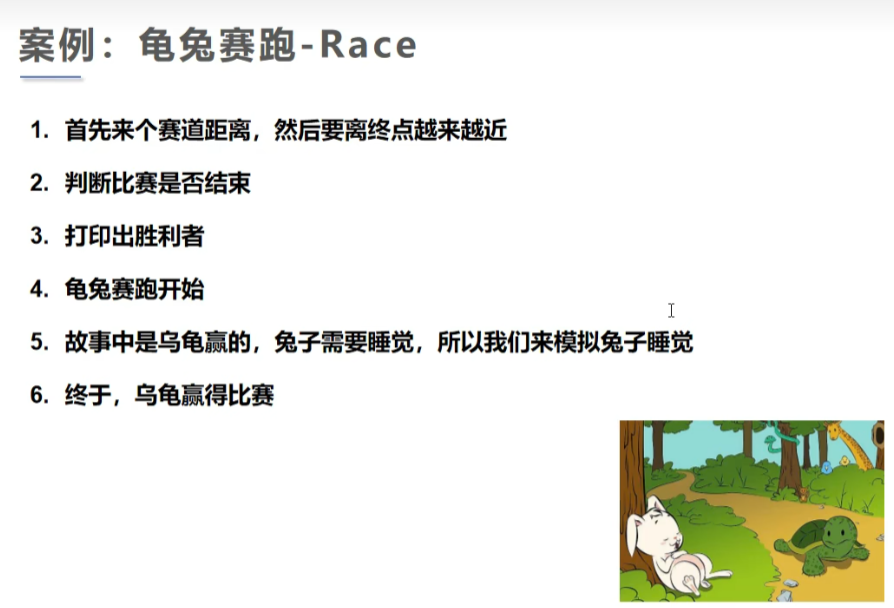 案例：龟兔赛跑-Race
1. 首先来个赛道距离，然后要离终点越来越近
2. 判断比赛是否结束
3. 打印出胜利者
4. 龟兔赛跑开始
5. 故事中是乌龟赢的，兔子需要睡觉，所以我们来模拟兔子睡觉
6. 终于，乌龟赢得比赛